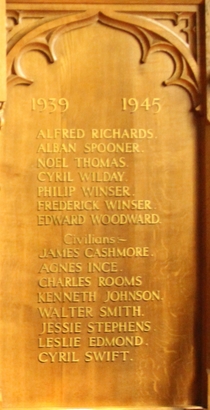 1939 1945
ALFRED RICHARDS.
ALBAN SPOONER.
NOEL THOMAS.
CYRIL WILDAY.
PHILIP WINSER.
FREDERICK WINSER
EDWARD WOODWARD.
Civilians~
JAMES CASHMORE.
AGNES INCE.
CHARLES ROOMS
KENNETH JOHNSON.
WALTER SMITH.
JESSIE STEPHENS
LESLIE EDMOND.
CYRIL SWIFT.